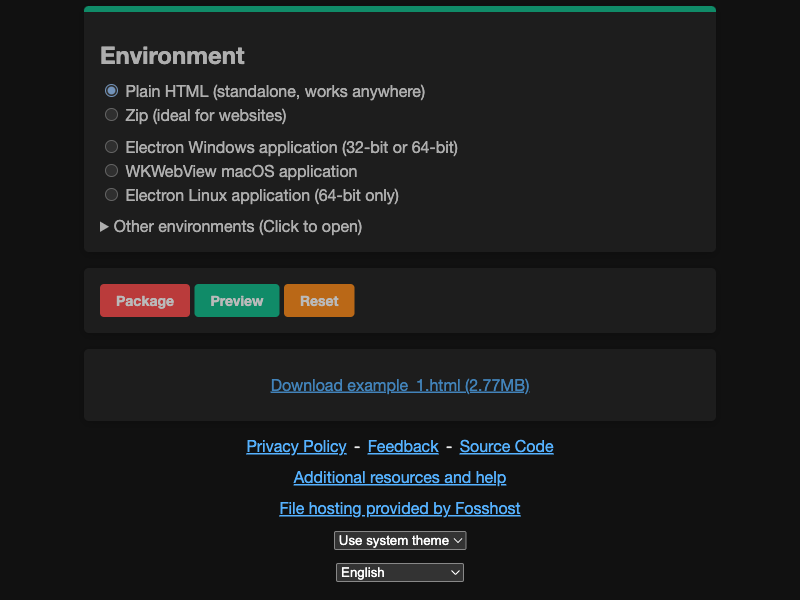 Environment
Plain HTML (standalone, works anywhere)
Zip (ideal for websites)
Electron Windows application (32-bit or 64-bit)
WKWebView macOS application
Electron Linux application (64-bit only)
Other environments (Click to open)
Package Preview Reset
Download example_1.html (2.77MB)
Privacy Policy - Feedback - Source Code
Additional resources and help
File hosting provided by Fosshost
Use system theme
English